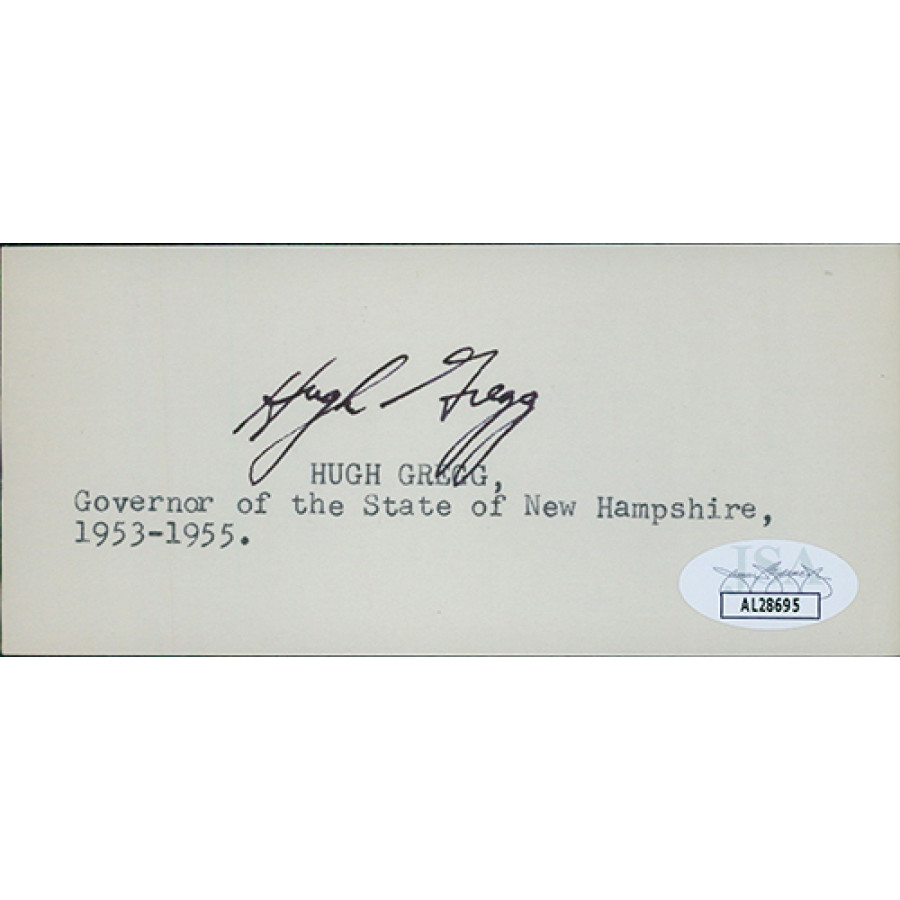 Hugh Gregg
HUGH GREGG,
Governor of the State of New Hampshire,
1953-1955.
JSA
AL28695